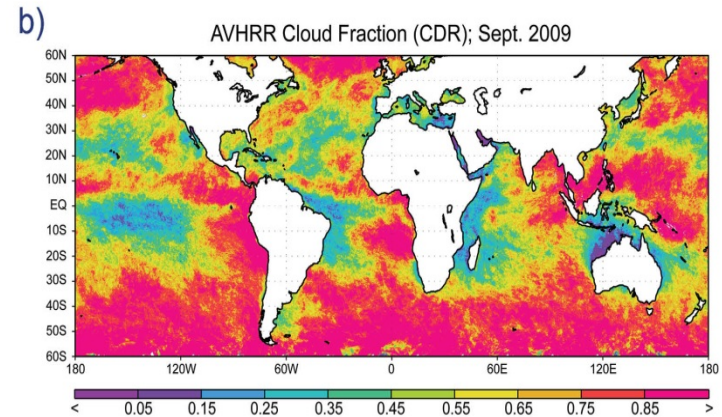 b)
AVHRR Cloud Fraction (CDR); Sept. 2009
60N
50N
40N
30N
20N
10N
EQ
10S
20S
30S
40S
50S
60S
180 120W 60W 0 60E 120E 180
< 0.05 0.15 0.25 0.35 0.45 0.55 0.65 0.75 0.85 >